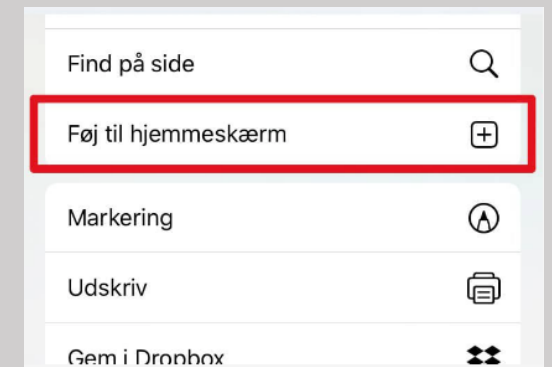 Find på side
Føj til hjemmeskærm
Markering
Udskriv
Gem i Dropbox